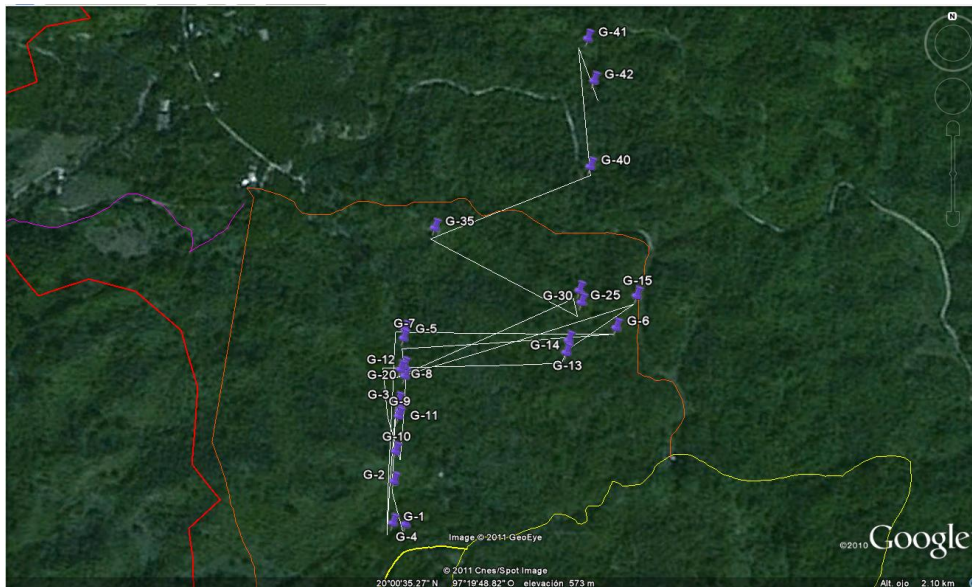 N
G-41
G-42
G-40
G-35
G-15
G-30
G-25
G-6
G-7
G-5
G-14
G-13
G-12
G-20
G-8
G-3
G-9
G-11
G-10
G-2
G-1
G-4
Image © 2011 GeoEye
©2010 Google
© 2011 Cnes/Spot Image
20°00'35.27" N 97°19'48.82" O elevación 573 m
Alt. ojo 2.10 km